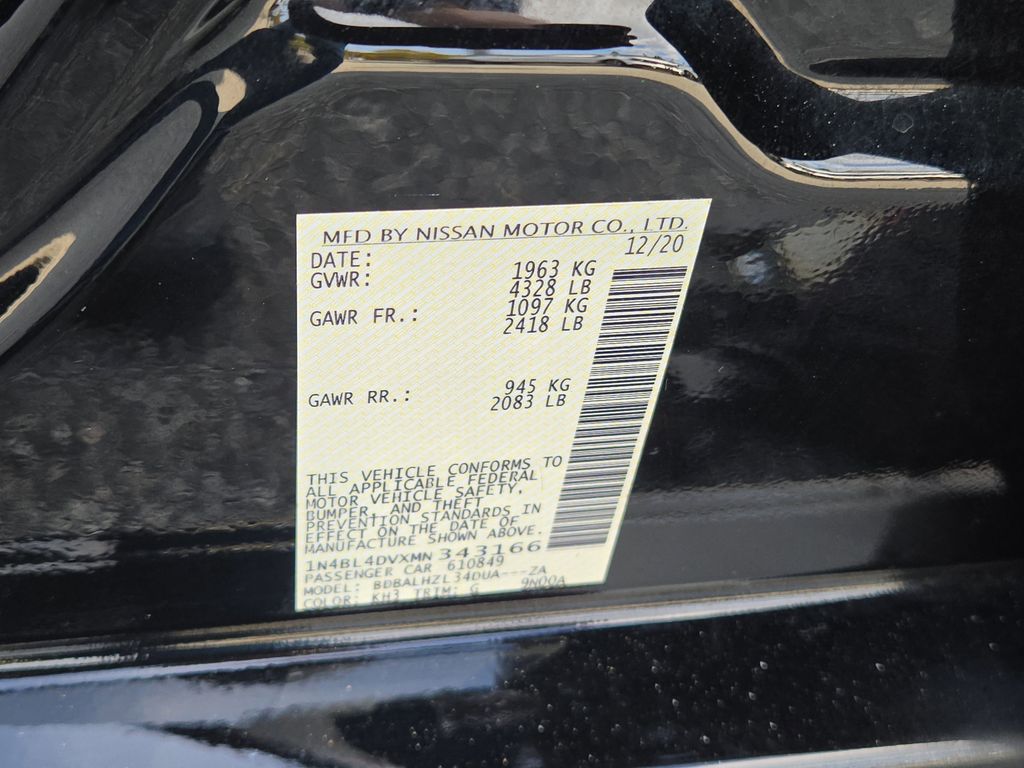 MFD BY NISSAN MOTOR CO., LTD.
DATE: 12/20
GVWR: 1963 KG
4328 LB
GAWR FR.: 1097 KG
2418 LB
GAWR RR.: 945 KG
2083 LB
THIS VEHICLE CONFORMS TO
ALL APPLICABLE FEDERAL
MOTOR VEHICLE SAFETY,
BUMPER, AND THEFT
PREVENTION STANDARDS IN
EFFECT ON THE DATE OF
MANUFACTURE SHOWN ABOVE.
1N4BL4DVXMN 343166
PASSENGER CAR 610849
MODEL: BDBALHZL34DUA---ZA
COLOR: KH3 TRIM: G 9N00A